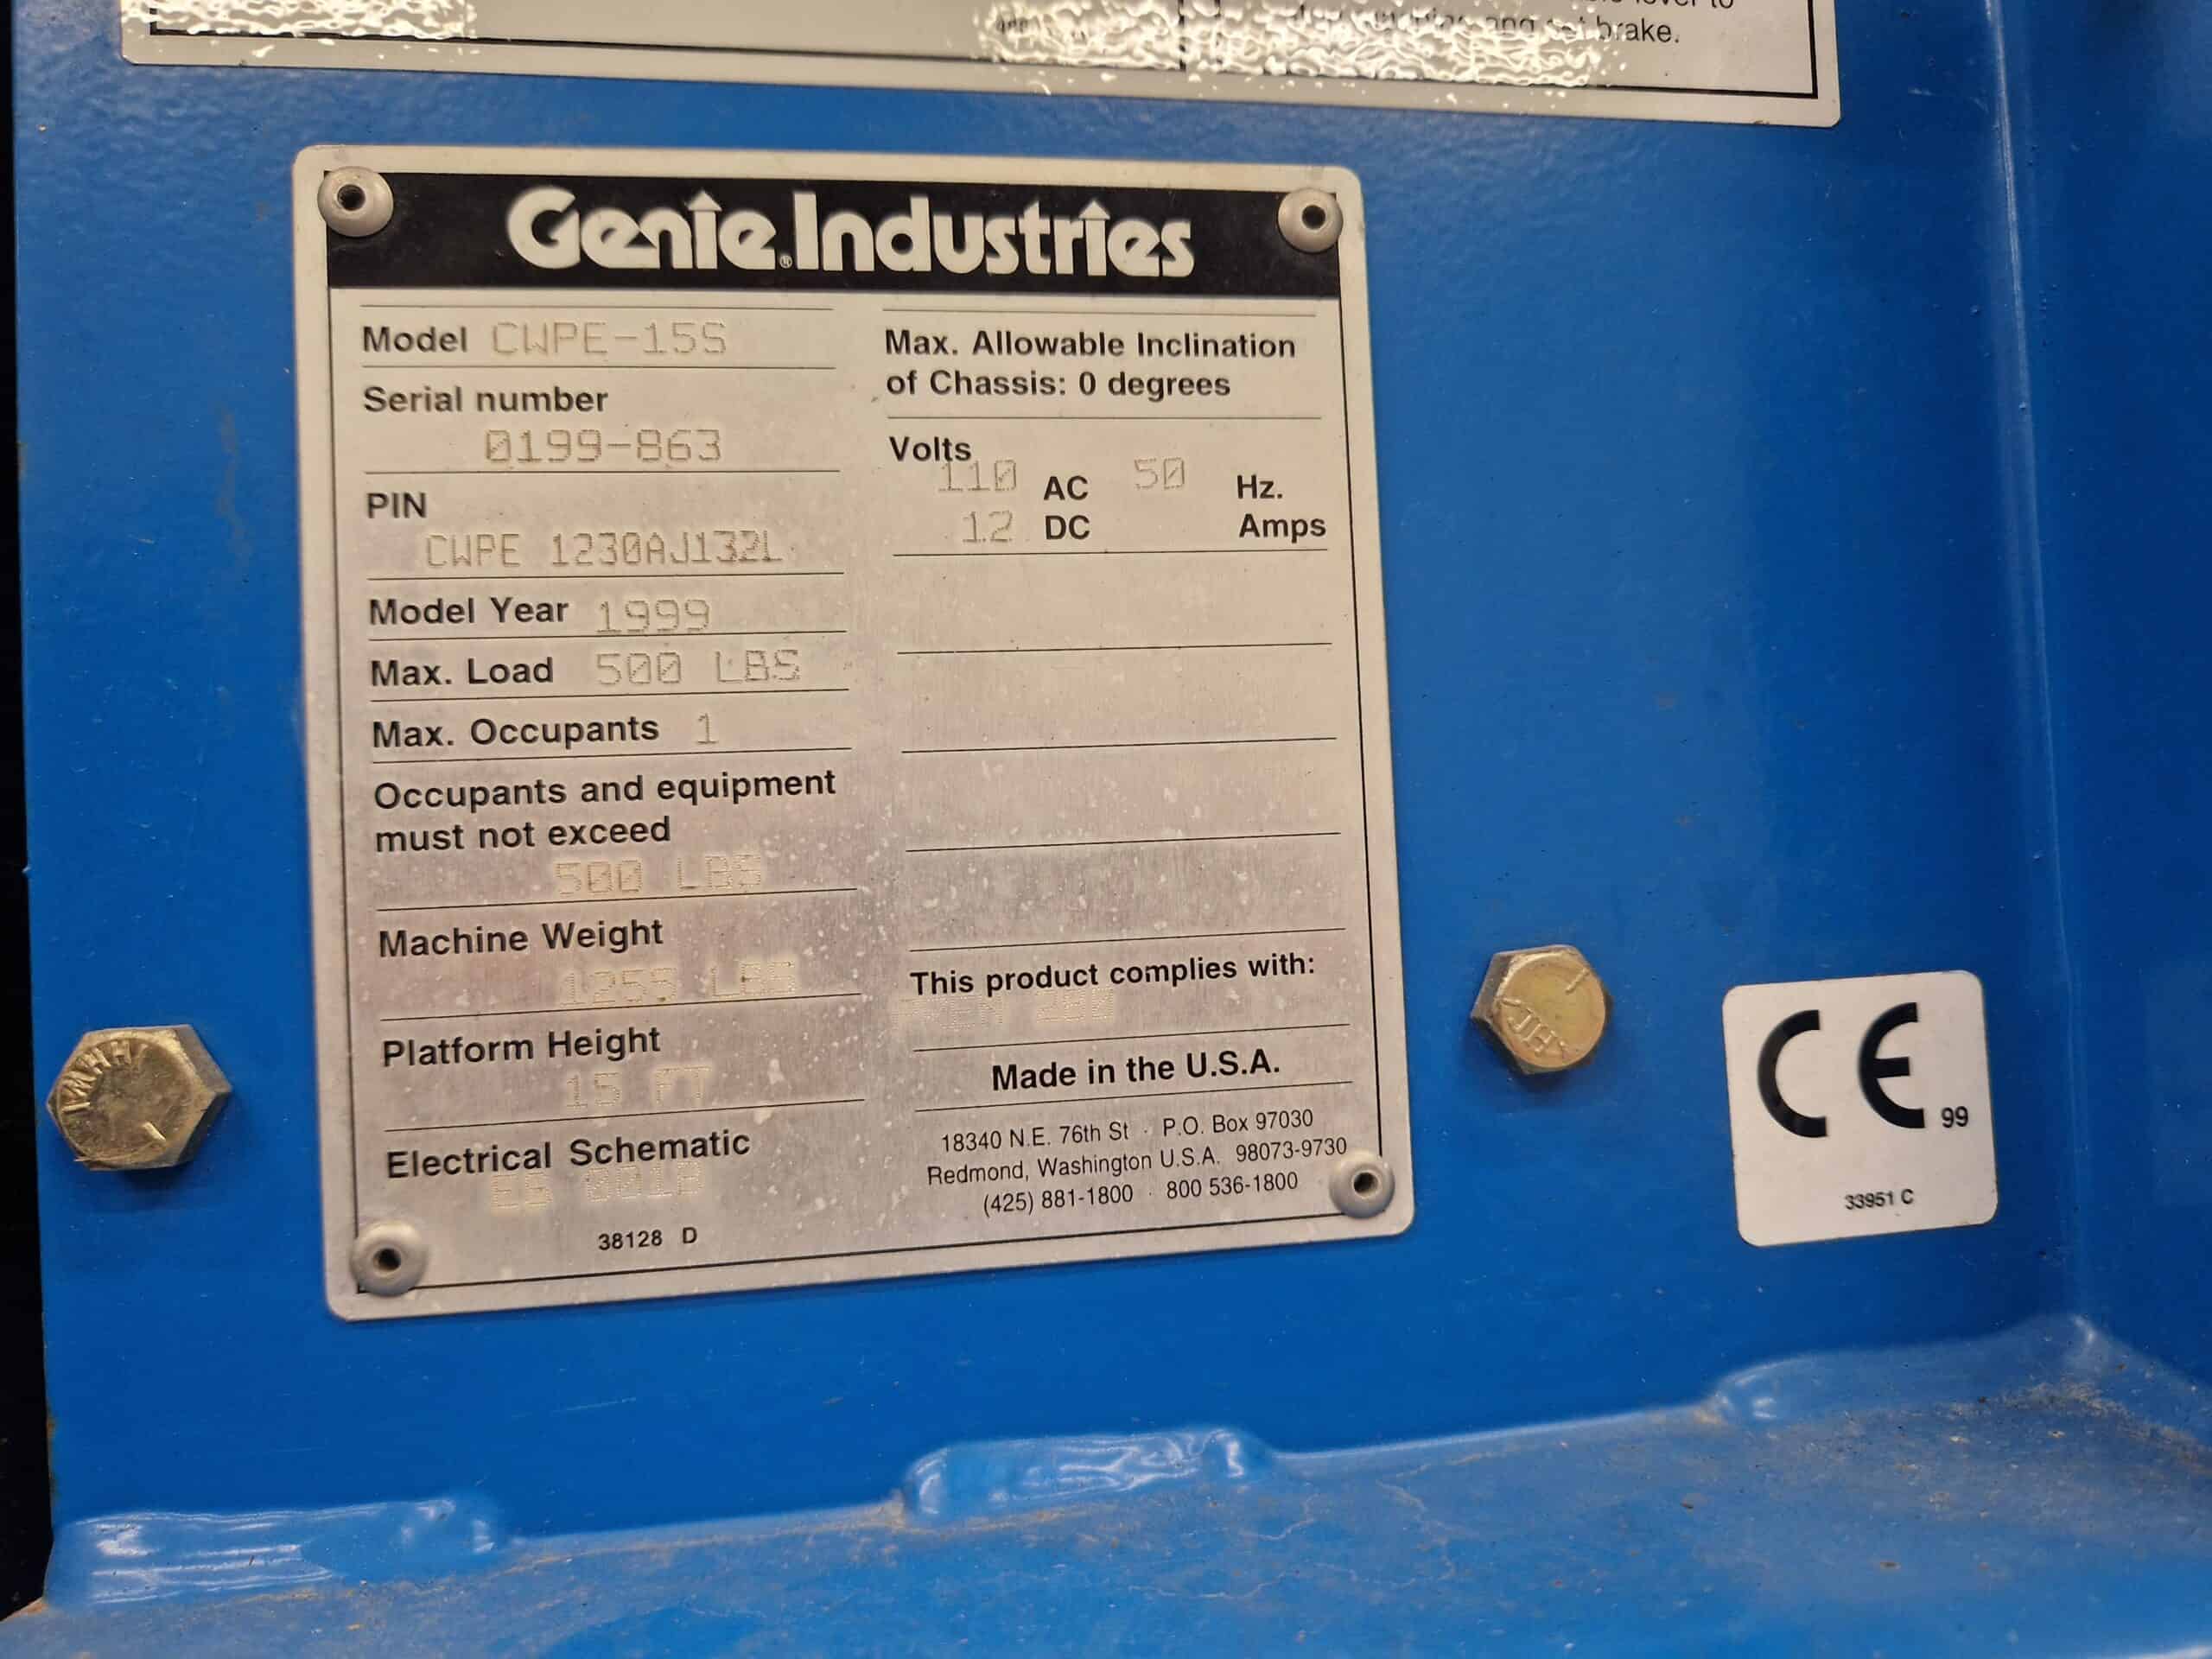 brake.
Genie® Industries
Model CWPE-15S
Serial number
0199-863
PIN
CWPE 1230AJ132L
Model Year 1999
Max. Load 500 LBS
Max. Occupants 1
Occupants and equipment
must not exceed
500 LBS
Machine Weight
LBS
Platform Height
15 FT
Electrical Schematic
38128 D
Max. Allowable Inclination
of Chassis: 0 degrees
Volts
110 AC 50 Hz.
12 DC Amps
This product complies with:
Made in the U.S.A.
18340 N.E. 76th St · P.O. Box 97030
Redmond, Washington U.S.A. 98073-9730
(425) 881-1800 · 800 536-1800
CE 99
33951 C